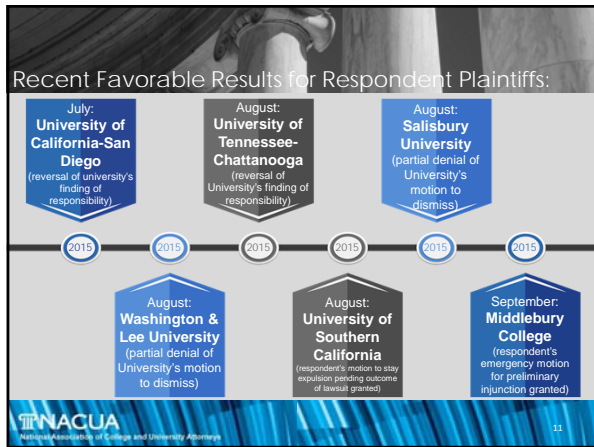 Recent Favorable Results for Respondent Plaintiffs:
July:
University of
California-San
Diego
(reversal of university's
finding of
responsibility)
August:
University of
Tennessee-
Chattanooga
(reversal of
University's finding of
responsibility)
August:
Salisbury
University
(partial denial of
University's
motion to
dismiss)
2015
2015
2015
2015
2015
2015
August:
Washington &
Lee University
(partial denial of
University's motion
to dismiss)
August:
University of
Southern
California
(respondent's motion to stay
expulsion pending outcome
of lawsuit granted)
September:
Middlebury
College
(respondent's
emergency motion
for preliminary
injunction granted)
NACUA
National Association of College and University Attorneys
11